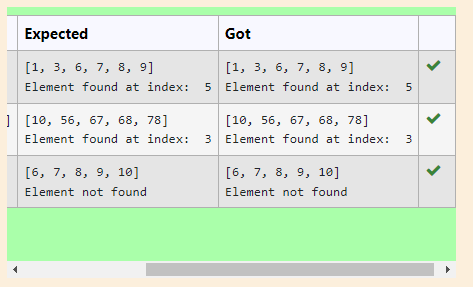 Expected Got
[1, 3, 6, 7, 8, 9] [1, 3, 6, 7, 8, 9]
Element found at index:  5 Element found at index:  5
] [10, 56, 67, 68, 78] [10, 56, 67, 68, 78]
Element found at index:  3 Element found at index:  3
[6, 7, 8, 9, 10] [6, 7, 8, 9, 10]
Element not found Element not found